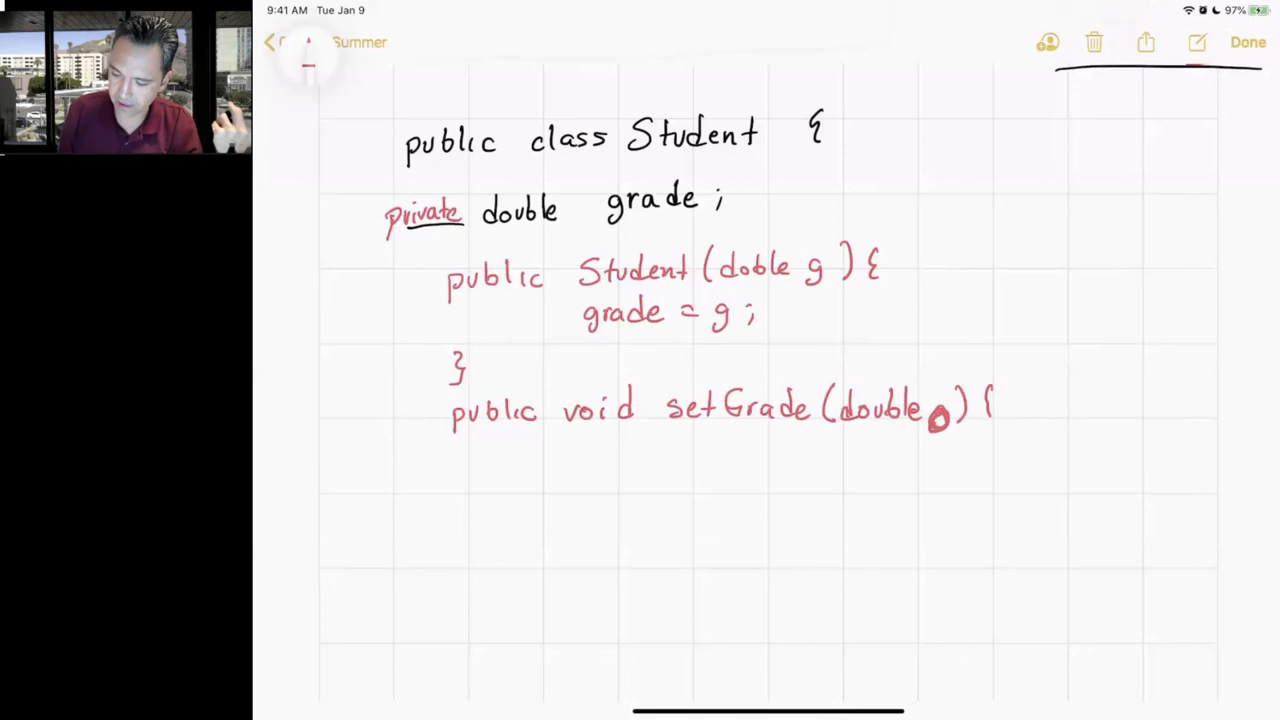 9:41 AM Tue Jan 9
97%
Summer
Done
public class Student {
private double grade ;
public Student (doble g ) {
grade = g ;
}
public void setGrade (double ) {